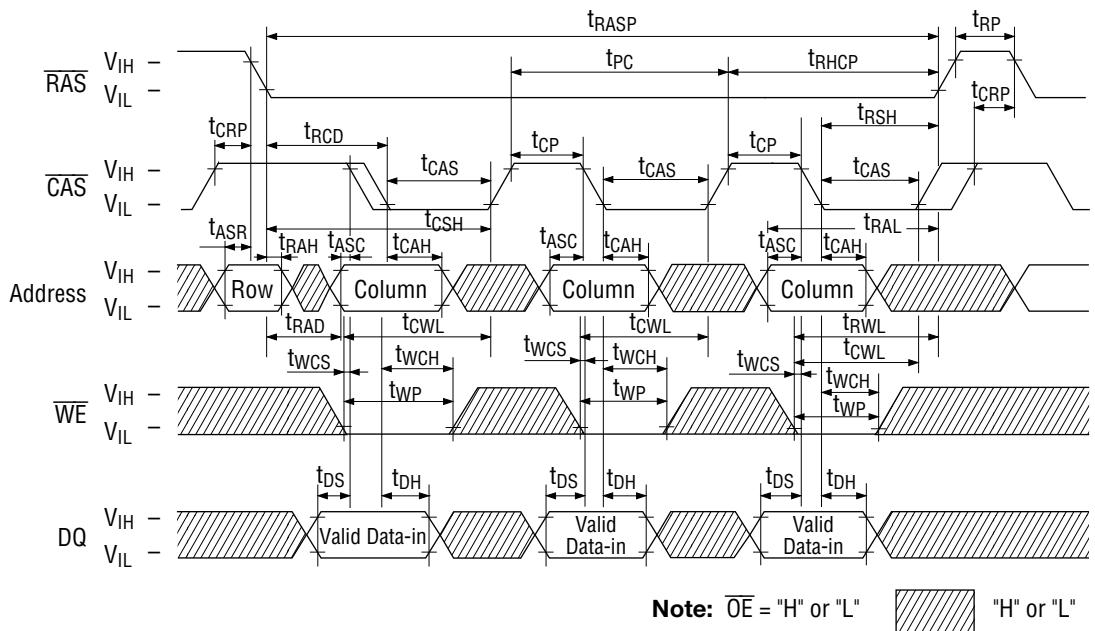 tRASP tRP
tPC tRHCP
RAS VIH
VIL
tCRP tRCD tRSH tCRP
tCP tCP
CAS VIH
VIL
tCAS tCAS tCAS
tCSH tRAL
tASR tRAH tASC tCAH tASC tCAH tASC tCAH
Address VIH
VIL
Row Column Column Column
tRAD tCWL tCWL tRWL
tCWL
tWCS tWCH tWCS tWCH tWCS tWCH
tWP tWP tWP
WE VIH
VIL
tDS tDH tDS tDH tDS tDH
DQ VIH
VIL
Valid Data-in Valid Data-in Valid Data-in
Note: OE = "H" or "L" "H" or "L"